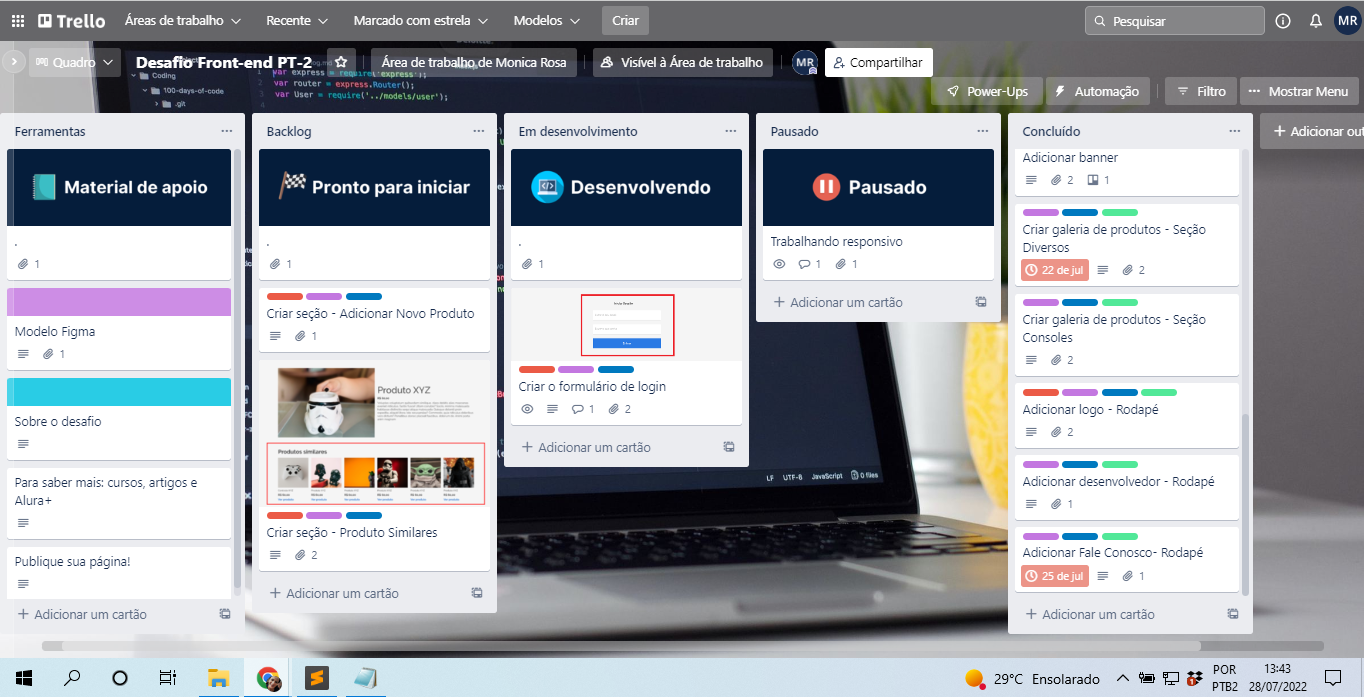 Trello
Áreas de trabalho
Recente
Marcado com estrela
Modelos
Criar
Pesquisar
MR
Quadro
Desafio Front-end PT-2
Área de trabalho de Monica Rosa
Visível à Área de trabalho
MR
Compartilhar
Power-Ups
Automação
Filtro
Mostrar Menu
Coding
100-days-of-code
.git
var express = require('express');
var router = express.Router();
var User = require('../models/user');
Ferramentas
Material de apoio
.
1
Modelo Figma
1
Sobre o desafio
Para saber mais: cursos, artigos e
Alura+
Publique sua página!
+ Adicionar um cartão
Backlog
Pronto para iniciar
.
1
Criar seção - Adicionar Novo Produto
1
Produto XYZ
Produtos similares
Criar seção - Produto Similares
2
+ Adicionar um cartão
Em desenvolvimento
Desenvolvendo
.
1
Criar o formulário de login
1
2
+ Adicionar um cartão
Pausado
Pausado
Trabalhando responsivo
1
1
+ Adicionar um cartão
LF UTF-8 JavaScript 0 files
Concluído
Adicionar banner
2
1
Criar galeria de produtos - Seção
Diversos
22 de jul
2
Criar galeria de produtos - Seção
Consoles
2
Adicionar logo - Rodapé
2
Adicionar desenvolvedor - Rodapé
1
Adicionar Fale Conosco- Rodapé
25 de jul
1
+ Adicionar um cartão
+ Adicionar out
29°C Ensolarado
POR
PTB2
13:43
28/07/2022